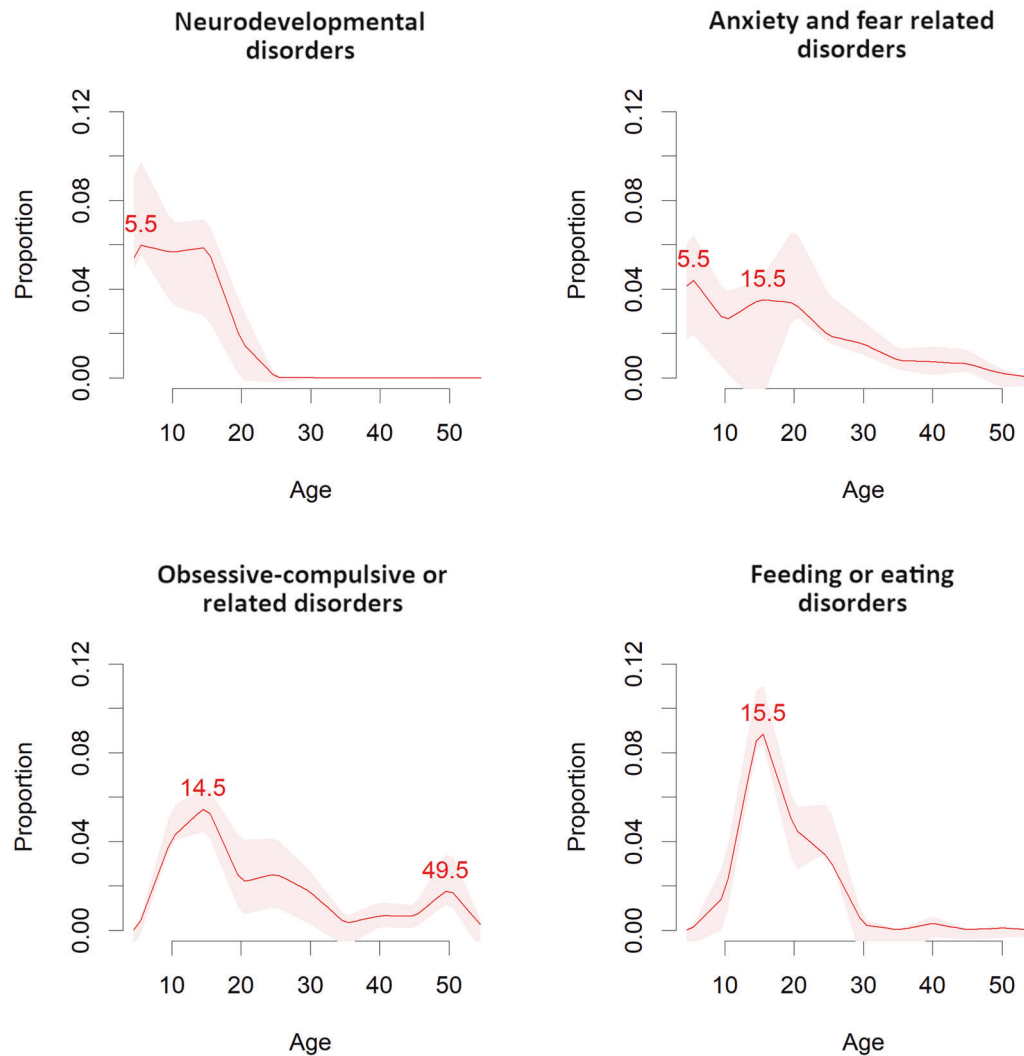 Neurodevelopmental
disorders
0.12
0.08
0.04
0.00
Proportion
5.5
10 20 30 40 50
Age
Anxiety and fear related
disorders
0.12
0.08
0.04
0.00
Proportion
5.5
15.5
10 20 30 40 50
Age
Obsessive-compulsive or
related disorders
0.12
0.08
0.04
0.00
Proportion
14.5
49.5
10 20 30 40 50
Age
Feeding or eating
disorders
0.12
0.08
0.04
0.00
Proportion
15.5
10 20 30 40 50
Age